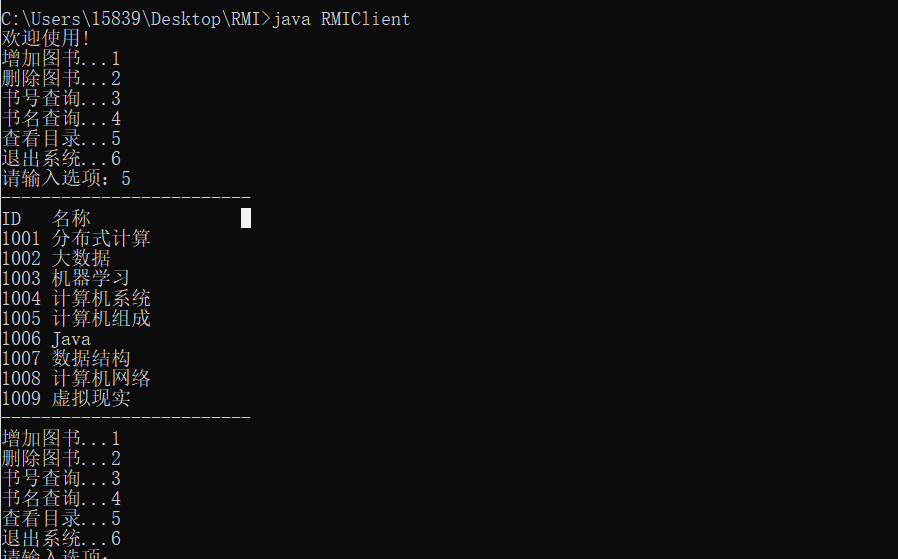 C:\Users\15839\Desktop\RMI>java RMIClient
欢迎使用!
增加图书...1
删除图书...2
书号查询...3
书名查询...4
查看目录...5
退出系统...6
请输入选项：5
-------------------------
ID   名称
1001 分布式计算
1002 大数据
1003 机器学习
1004 计算机系统
1005 计算机组成
1006 Java
1007 数据结构
1008 计算机网络
1009 虚拟现实
-------------------------
增加图书...1
删除图书...2
书号查询...3
书名查询...4
查看目录...5
退出系统...6
请输入选项：